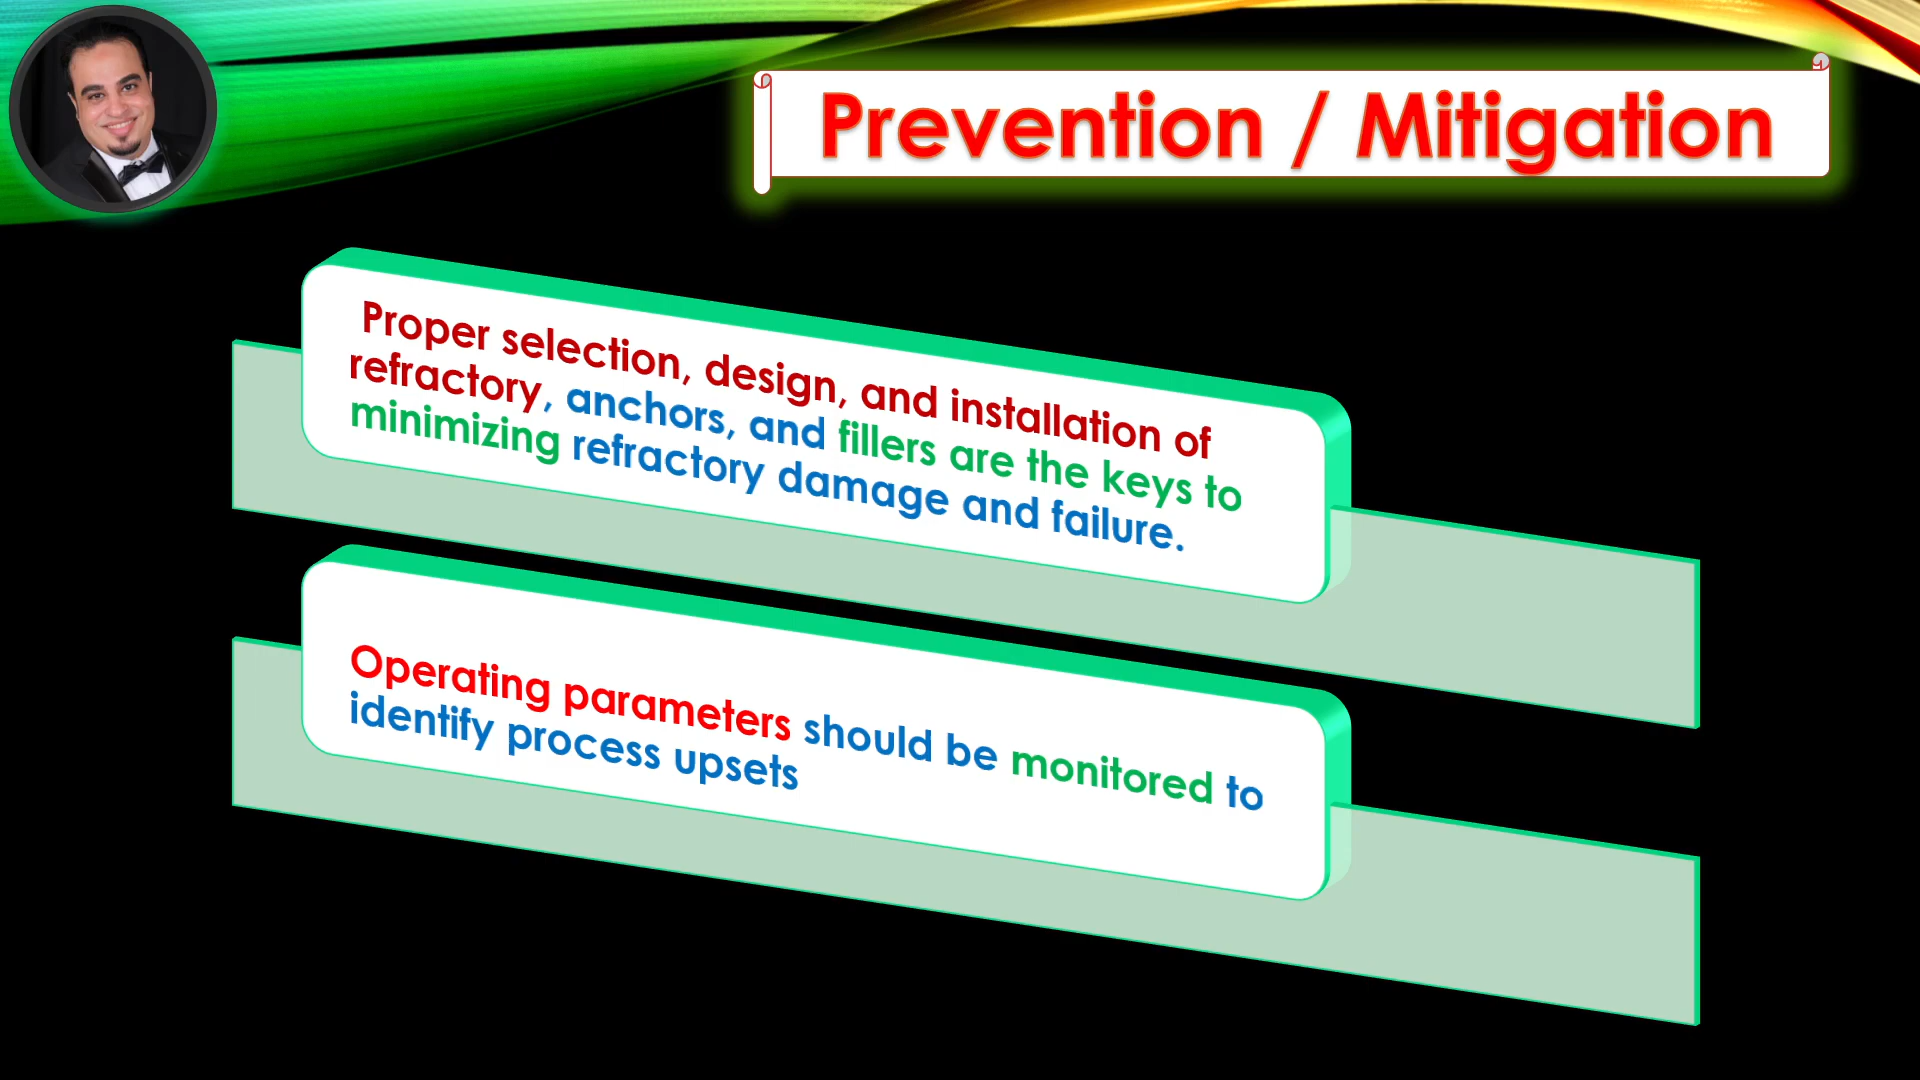 Prevention / Mitigation
Proper selection, design, and installation of
refractory, anchors, and fillers are the keys to
minimizing refractory damage and failure.
Operating parameters should be monitored to
identify process upsets